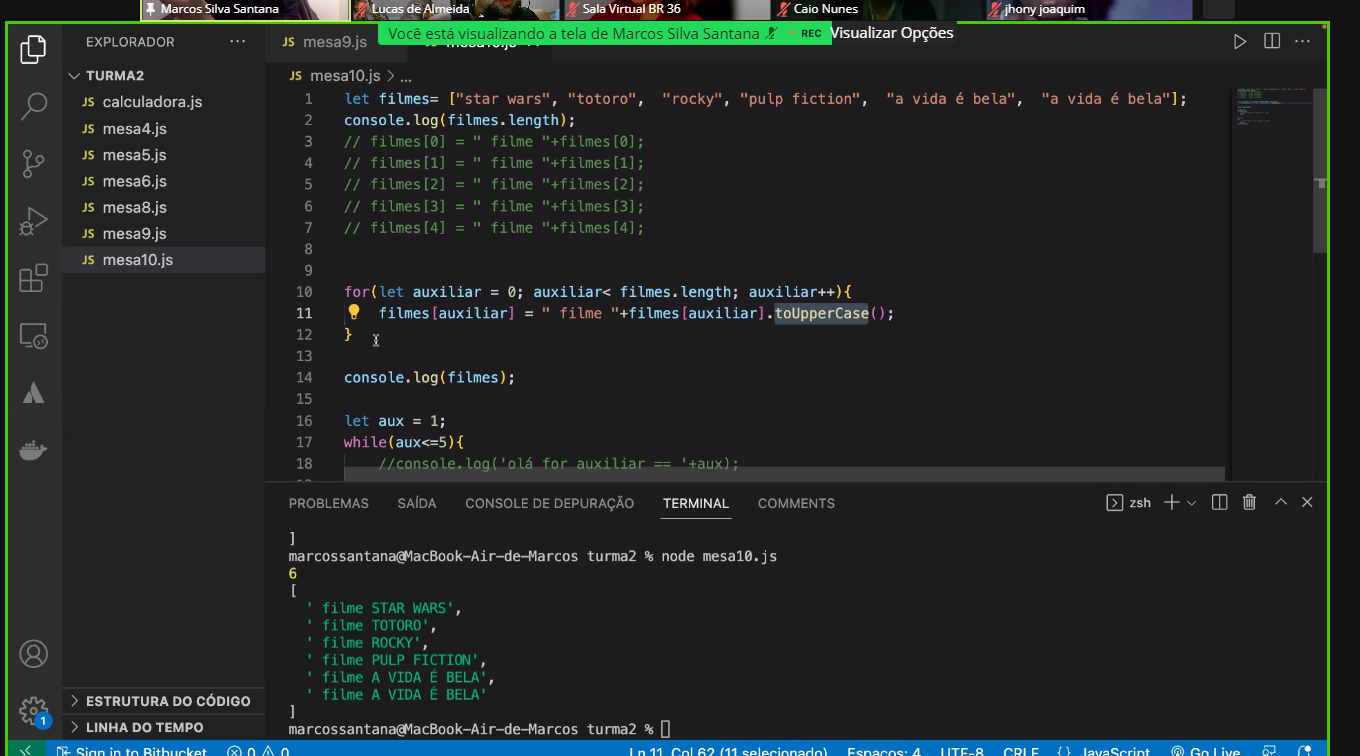 Marcos Silva Santana
Lucas de Almeida
Sala Virtual BR 36
Caio Nunes
jhony joaquim
Você está visualizando a tela de Marcos Silva Santana
REC
Visualizar Opções
EXPLORADOR ...
TURMA2
JS calculadora.js
JS mesa4.js
JS mesa5.js
JS mesa6.js
JS mesa8.js
JS mesa9.js
JS mesa10.js
ESTRUTURA DO CÓDIGO
LINHA DO TEMPO
1
JS mesa9.js
mesa10.js
JS mesa10.js > ...
1 let filmes= ["star wars", "totoro",  "rocky", "pulp fiction",  "a vida é bela",  "a vida é bela"];
2 console.log(filmes.length);
3 // filmes[0] = " filme "+filmes[0];
4 // filmes[1] = " filme "+filmes[1];
5 // filmes[2] = " filme "+filmes[2];
6 // filmes[3] = " filme "+filmes[3];
7 // filmes[4] = " filme "+filmes[4];
8
9
10 for(let auxiliar = 0; auxiliar< filmes.length; auxiliar++){
11     filmes[auxiliar] = " filme "+filmes[auxiliar].toUpperCase();
12 }
13
14 console.log(filmes);
15
16 let aux = 1;
17 while(aux<=5){
18     //console.log('olá for auxiliar == '+aux);
PROBLEMAS SAÍDA CONSOLE DE DEPURAÇÃO TERMINAL COMMENTS
zsh
]
marcossantana@MacBook-Air-de-Marcos turma2 % node mesa10.js
6
[
  ' filme STAR WARS',
  ' filme TOTORO',
  ' filme ROCKY',
  ' filme PULP FICTION',
  ' filme A VIDA É BELA',
  ' filme A VIDA É BELA'
]
marcossantana@MacBook-Air-de-Marcos turma2 %
Sign in to Bitbucket 0 0 Ln 11, Col 62 (11 selecionado) Espaços: 4 UTF-8 CRLF {} JavaScript Go Live